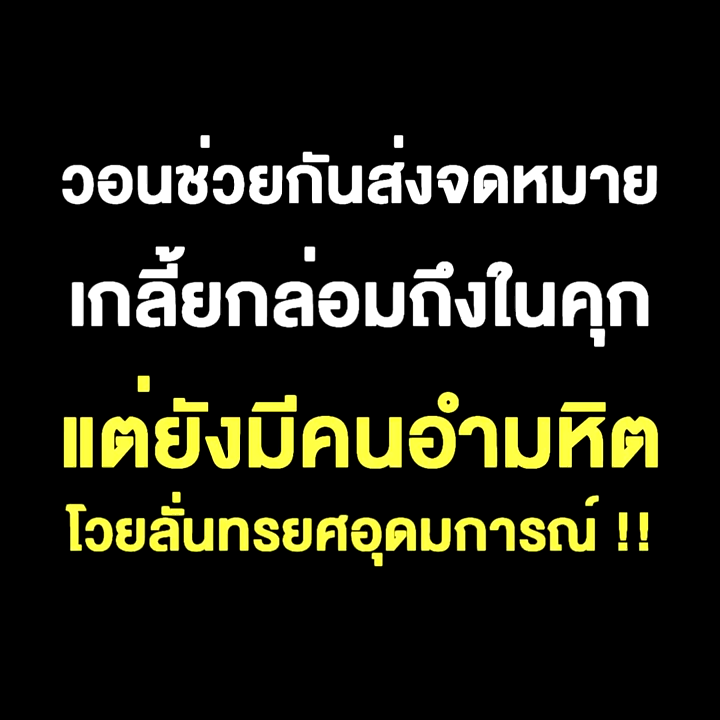 วอนช่วยกันส่งจดหมาย
เกลี้ยกล่อมถึงในคุก
แต่ยังมีคนอำมหิต
โวยลั่นทรยศอุดมการณ์ !!